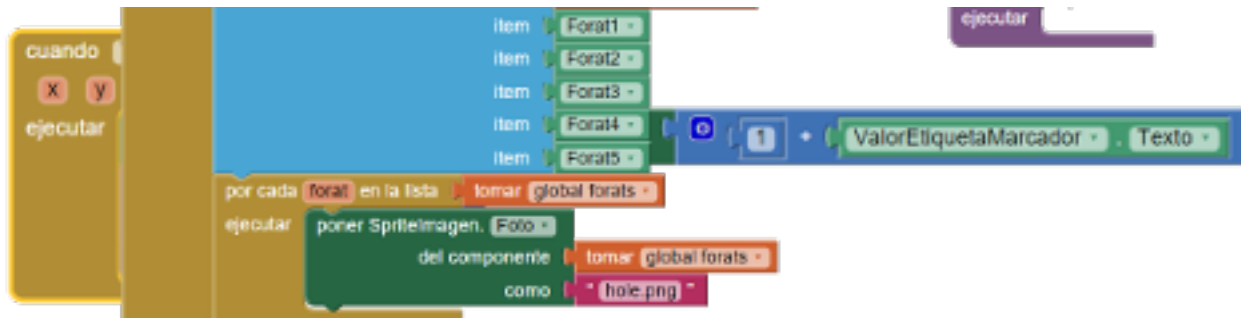 item Forat1
ejecutar
cuando
item Forat2
x y
item Forat3
ejecutar
item Forat4
1 + ValorEtiquetaMarcador . Texto
item Forat5
por cada forat en la lista tomar global forats
ejecutar poner SpriteImagen. Foto
del componente tomar global forats
como " hole.png "